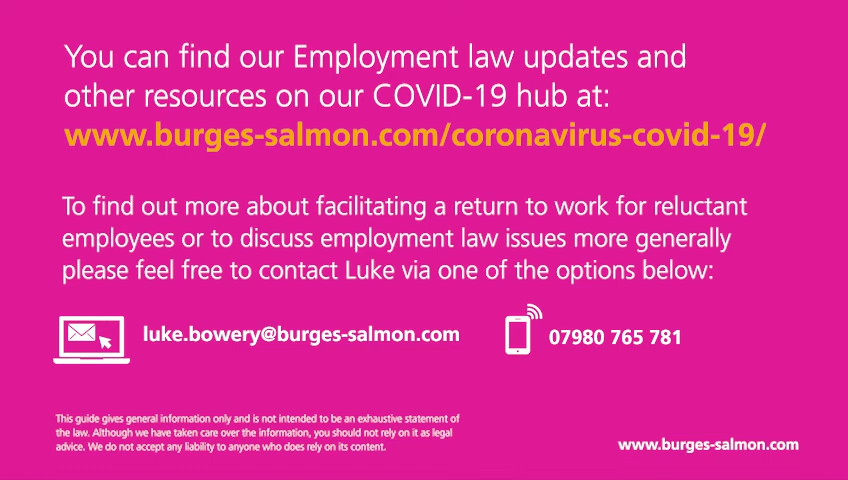 You can find our Employment law updates and
other resources on our COVID-19 hub at:
www.burges-salmon.com/coronavirus-covid-19/
To find out more about facilitating a return to work for reluctant
employees or to discuss employment law issues more generally
please feel free to contact Luke via one of the options below:
luke.bowery@burges-salmon.com
07980 765 781
This guide gives general information only and is not intended to be an exhaustive statement of
the law. Although we have taken care over the information, you should not rely on it as legal
advice. We do not accept any liability to anyone who does rely on its content.
www.burges-salmon.com